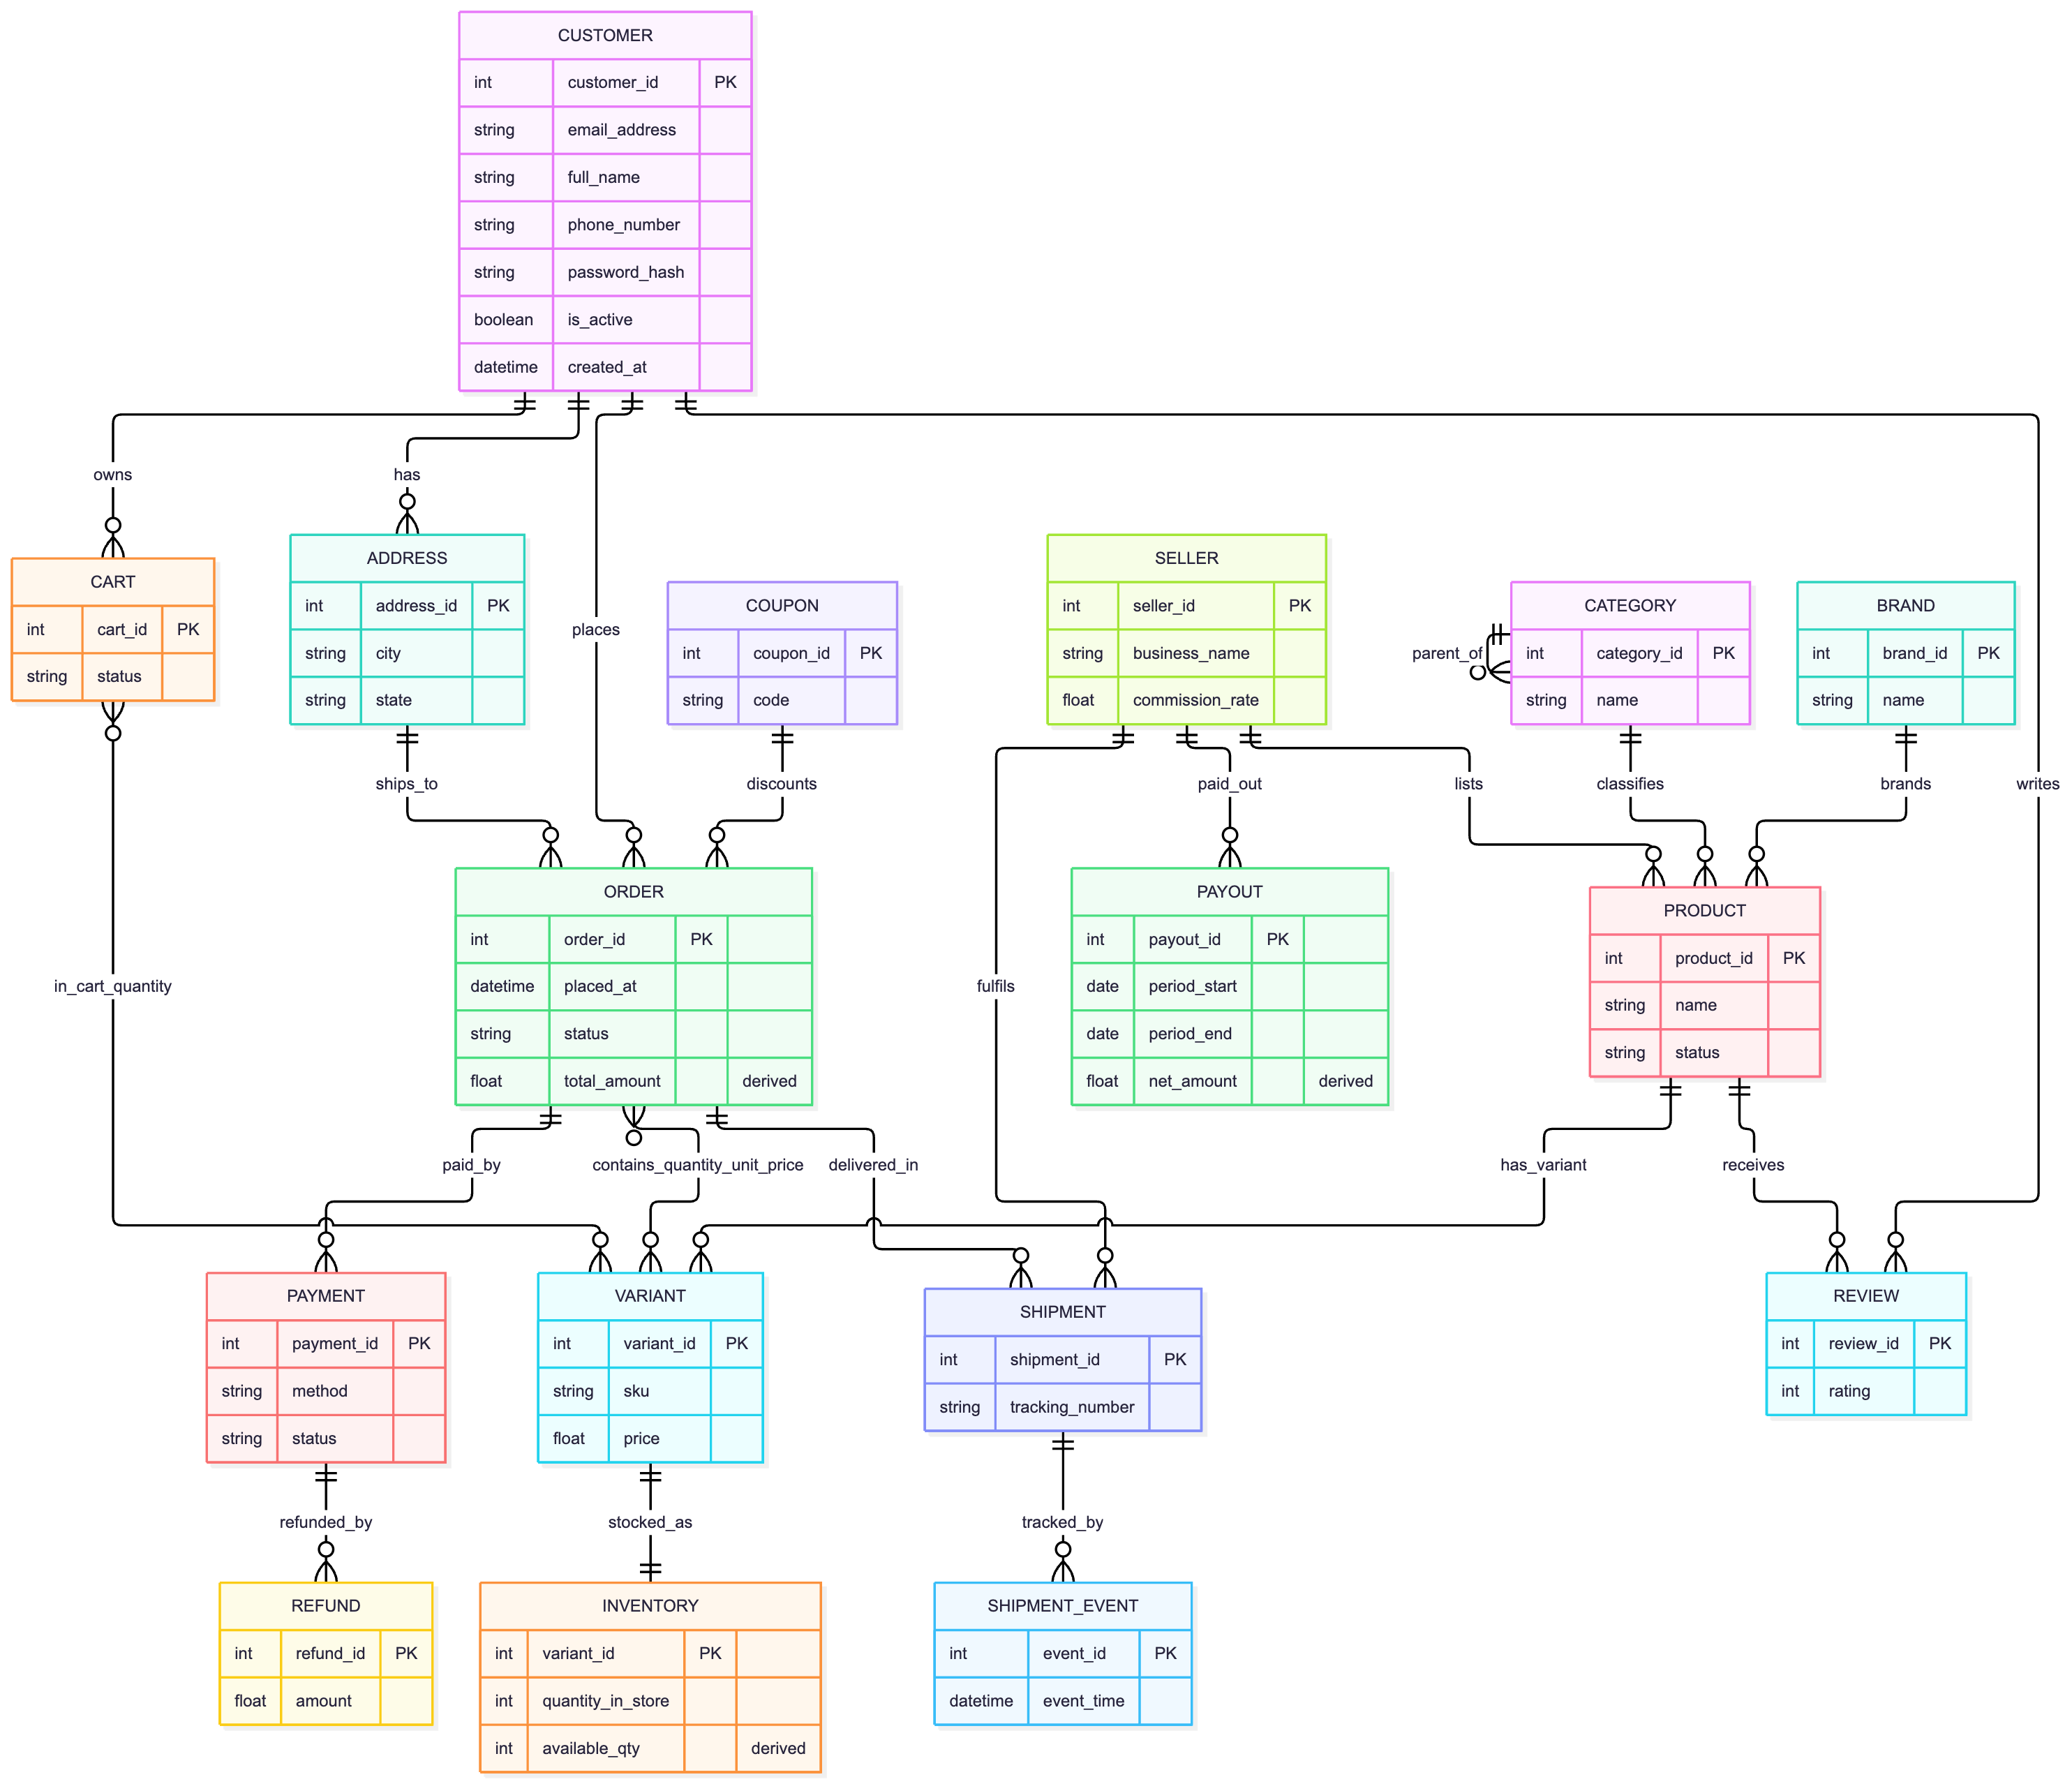 CUSTOMER
int customer_id PK
string email_address
string full_name
string phone_number
string password_hash
boolean is_active
datetime created_at
owns
has
places
writes
CART
int cart_id PK
string status
ADDRESS
int address_id PK
string city
string state
COUPON
int coupon_id PK
string code
SELLER
int seller_id PK
string business_name
float commission_rate
parent_of
CATEGORY
int category_id PK
string name
BRAND
int brand_id PK
string name
ships_to
discounts
paid_out
lists
classifies
brands
in_cart_quantity
ORDER
int order_id PK
datetime placed_at
string status
float total_amount derived
fulfils
PAYOUT
int payout_id PK
date period_start
date period_end
float net_amount derived
PRODUCT
int product_id PK
string name
string status
paid_by
contains_quantity_unit_price
delivered_in
has_variant
receives
PAYMENT
int payment_id PK
string method
string status
VARIANT
int variant_id PK
string sku
float price
SHIPMENT
int shipment_id PK
string tracking_number
REVIEW
int review_id PK
int rating
refunded_by
stocked_as
tracked_by
REFUND
int refund_id PK
float amount
INVENTORY
int variant_id PK
int quantity_in_store
int available_qty derived
SHIPMENT_EVENT
int event_id PK
datetime event_time